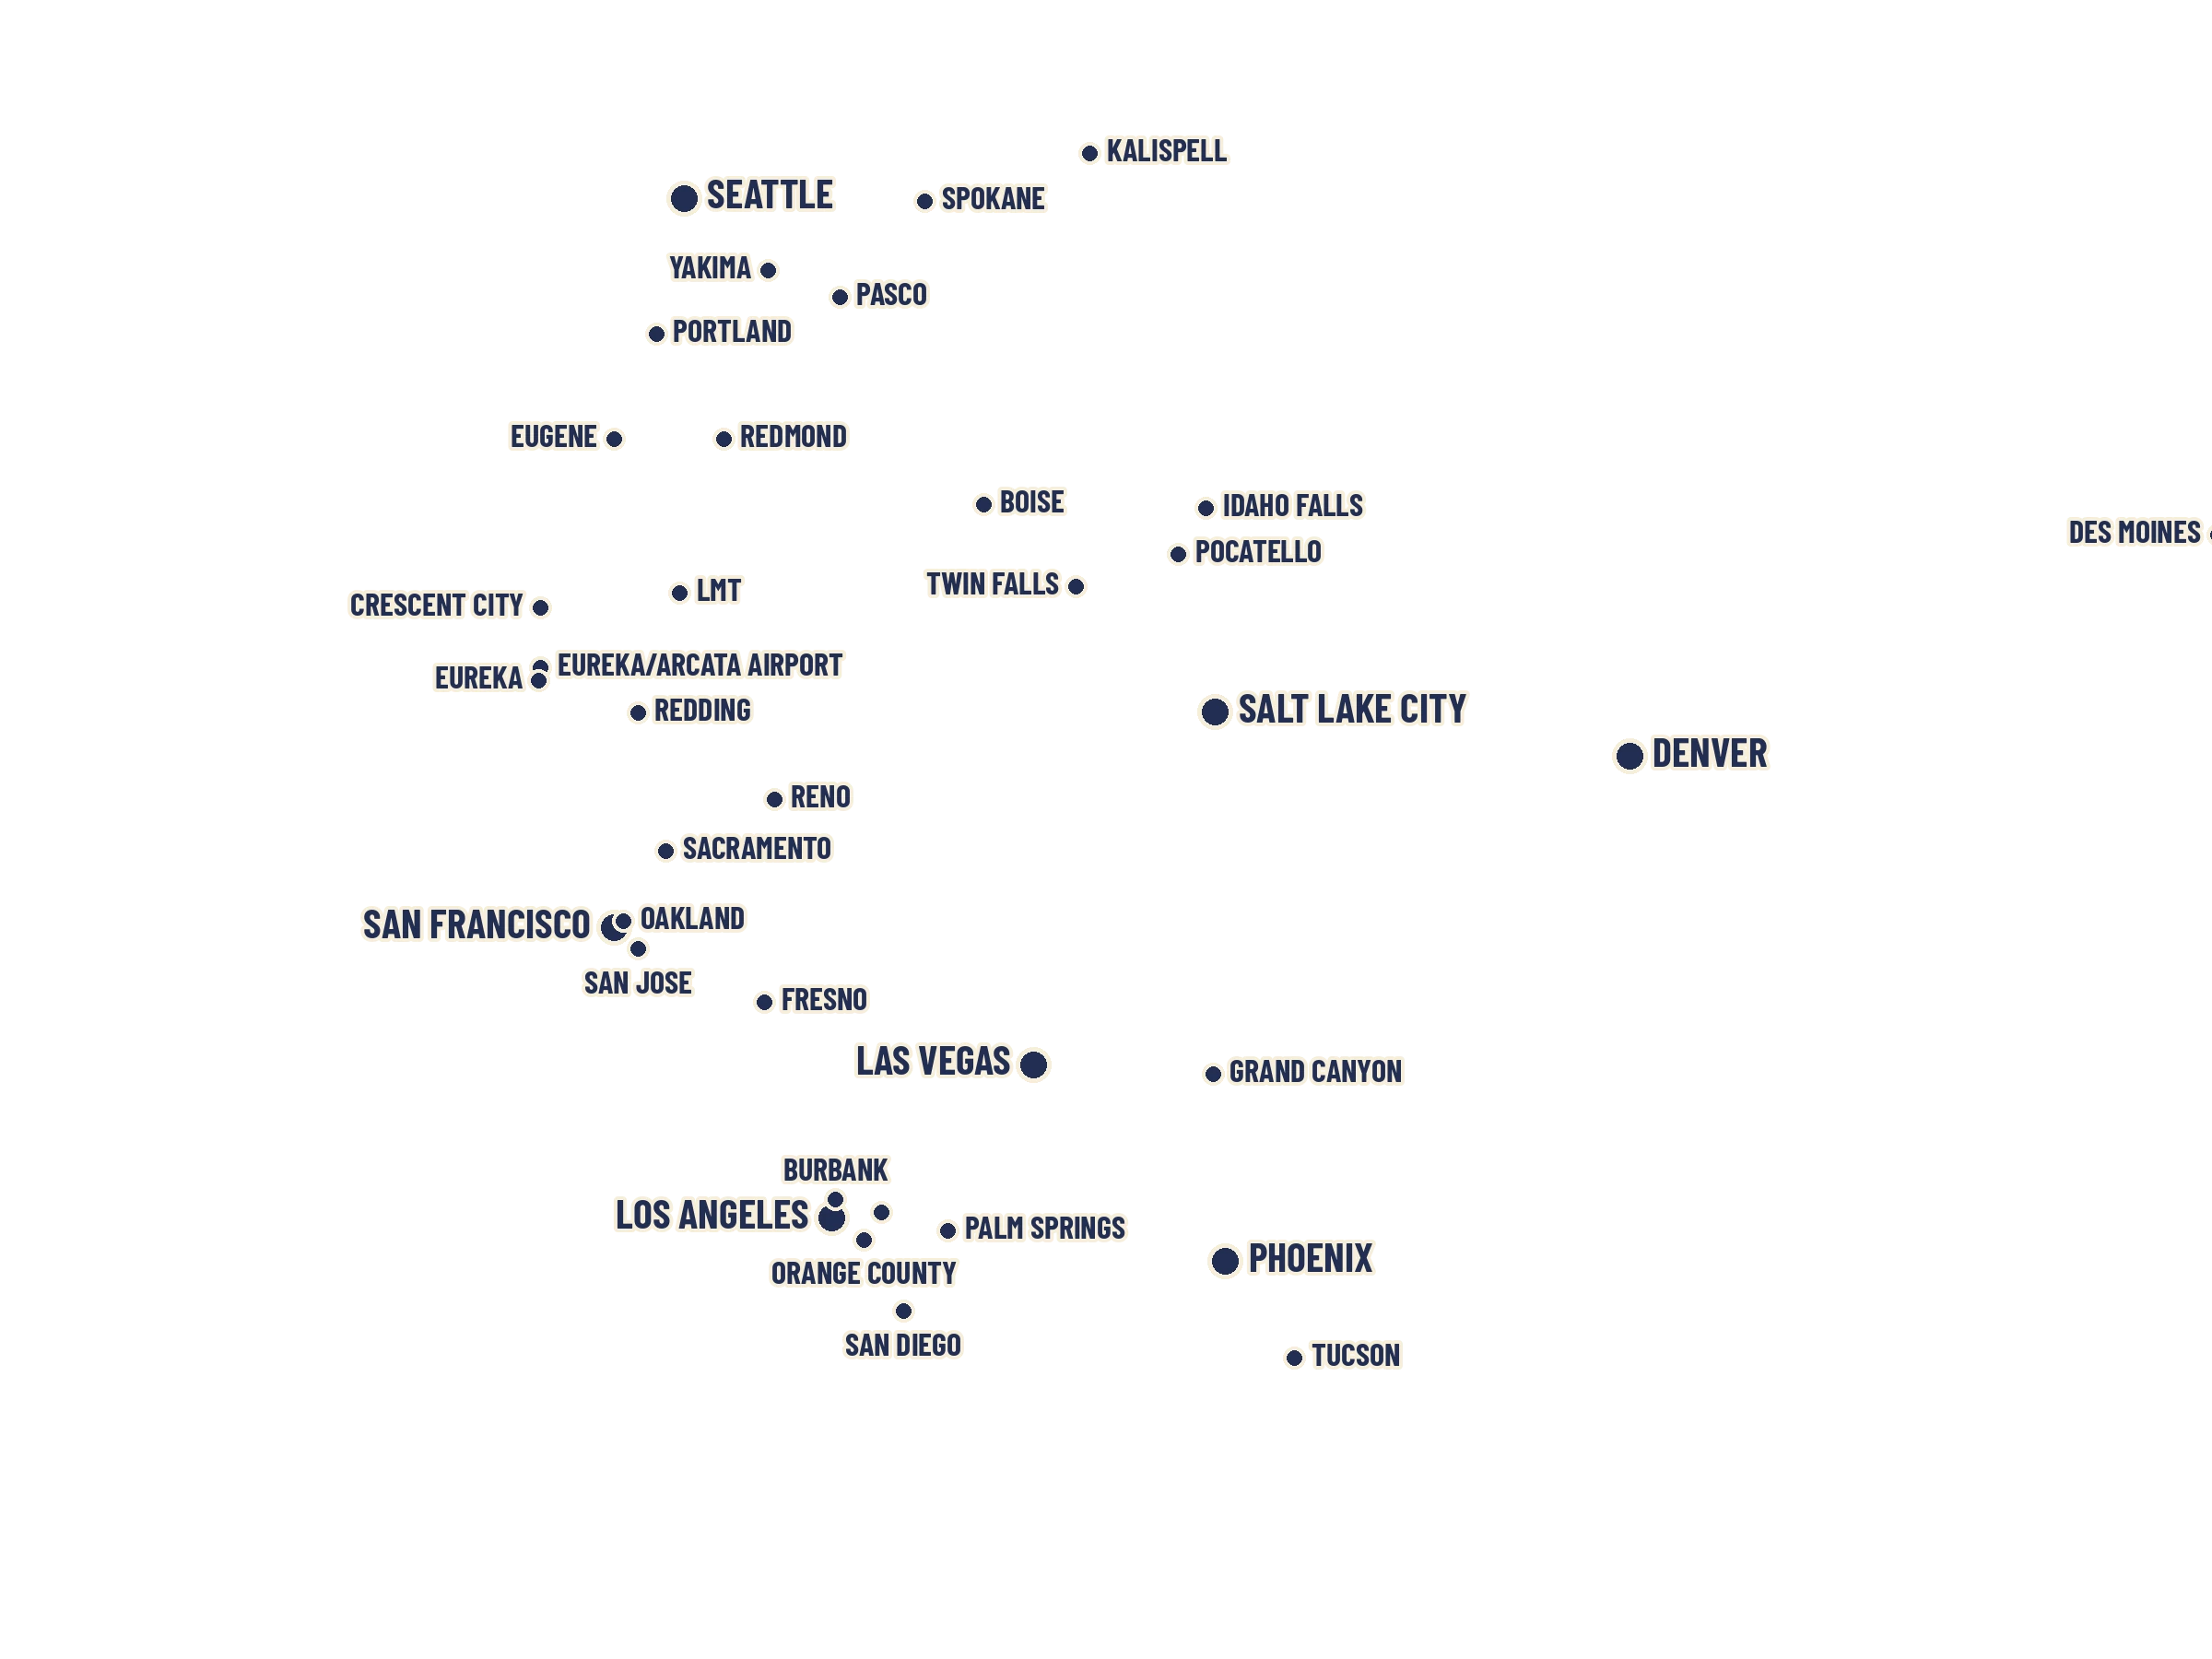 KALISPELL
SEATTLE
SPOKANE
YAKIMA
PASCO
PORTLAND
EUGENE
REDMOND
BOISE
IDAHO FALLS
DES MOINES
POCATELLO
TWIN FALLS
LMT
CRESCENT CITY
EUREKA/ARCATA AIRPORT
EUREKA
REDDING
SALT LAKE CITY
DENVER
RENO
SACRAMENTO
SAN FRANCISCO
OAKLAND
SAN JOSE
FRESNO
LAS VEGAS
GRAND CANYON
BURBANK
LOS ANGELES
PALM SPRINGS
ORANGE COUNTY
PHOENIX
SAN DIEGO
TUCSON